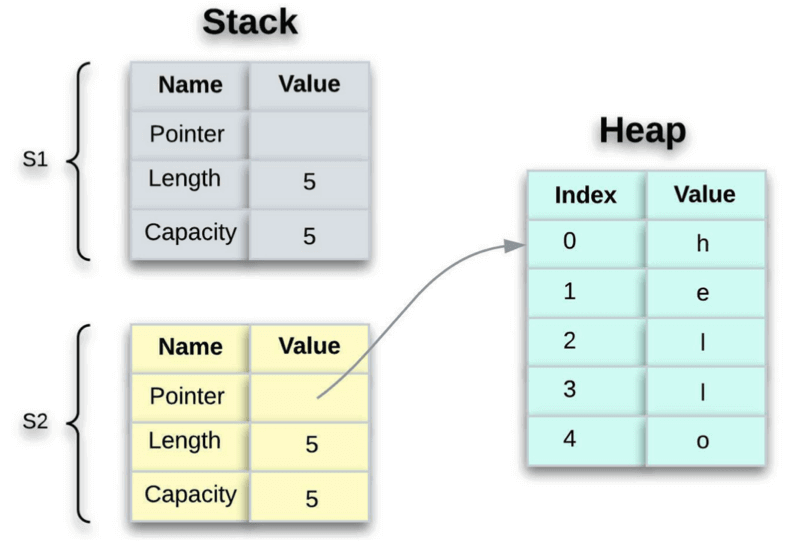 Stack
Name Value
Pointer
S1
Length 5
Capacity 5
Name Value
Pointer
S2
Length 5
Capacity 5
Heap
Index Value
0 h
1 e
2 l
3 l
4 o